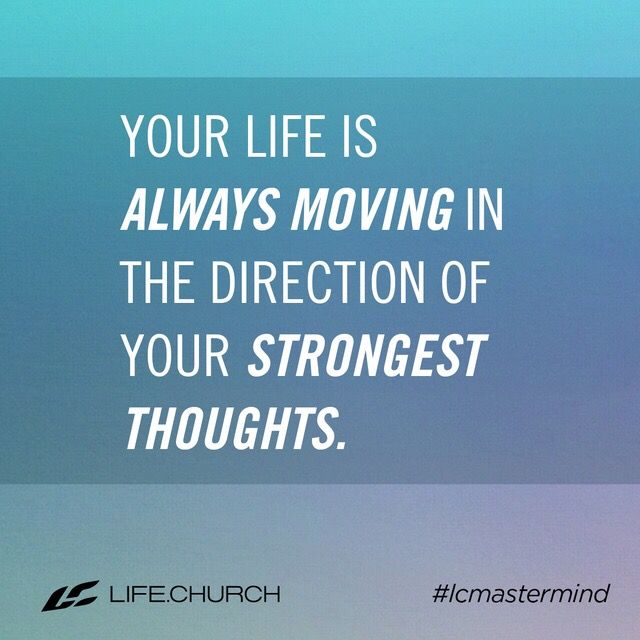 YOUR LIFE IS
ALWAYS MOVING IN
THE DIRECTION OF
YOUR STRONGEST
THOUGHTS.
LIFE.CHURCH
#lcmastermind